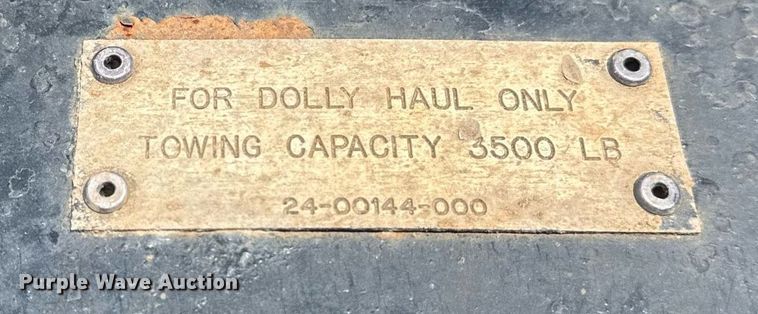 FOR DOLLY HAUL ONLY
TOWING CAPACITY 3500 LB
24-00144-000
Purple Wave Auction